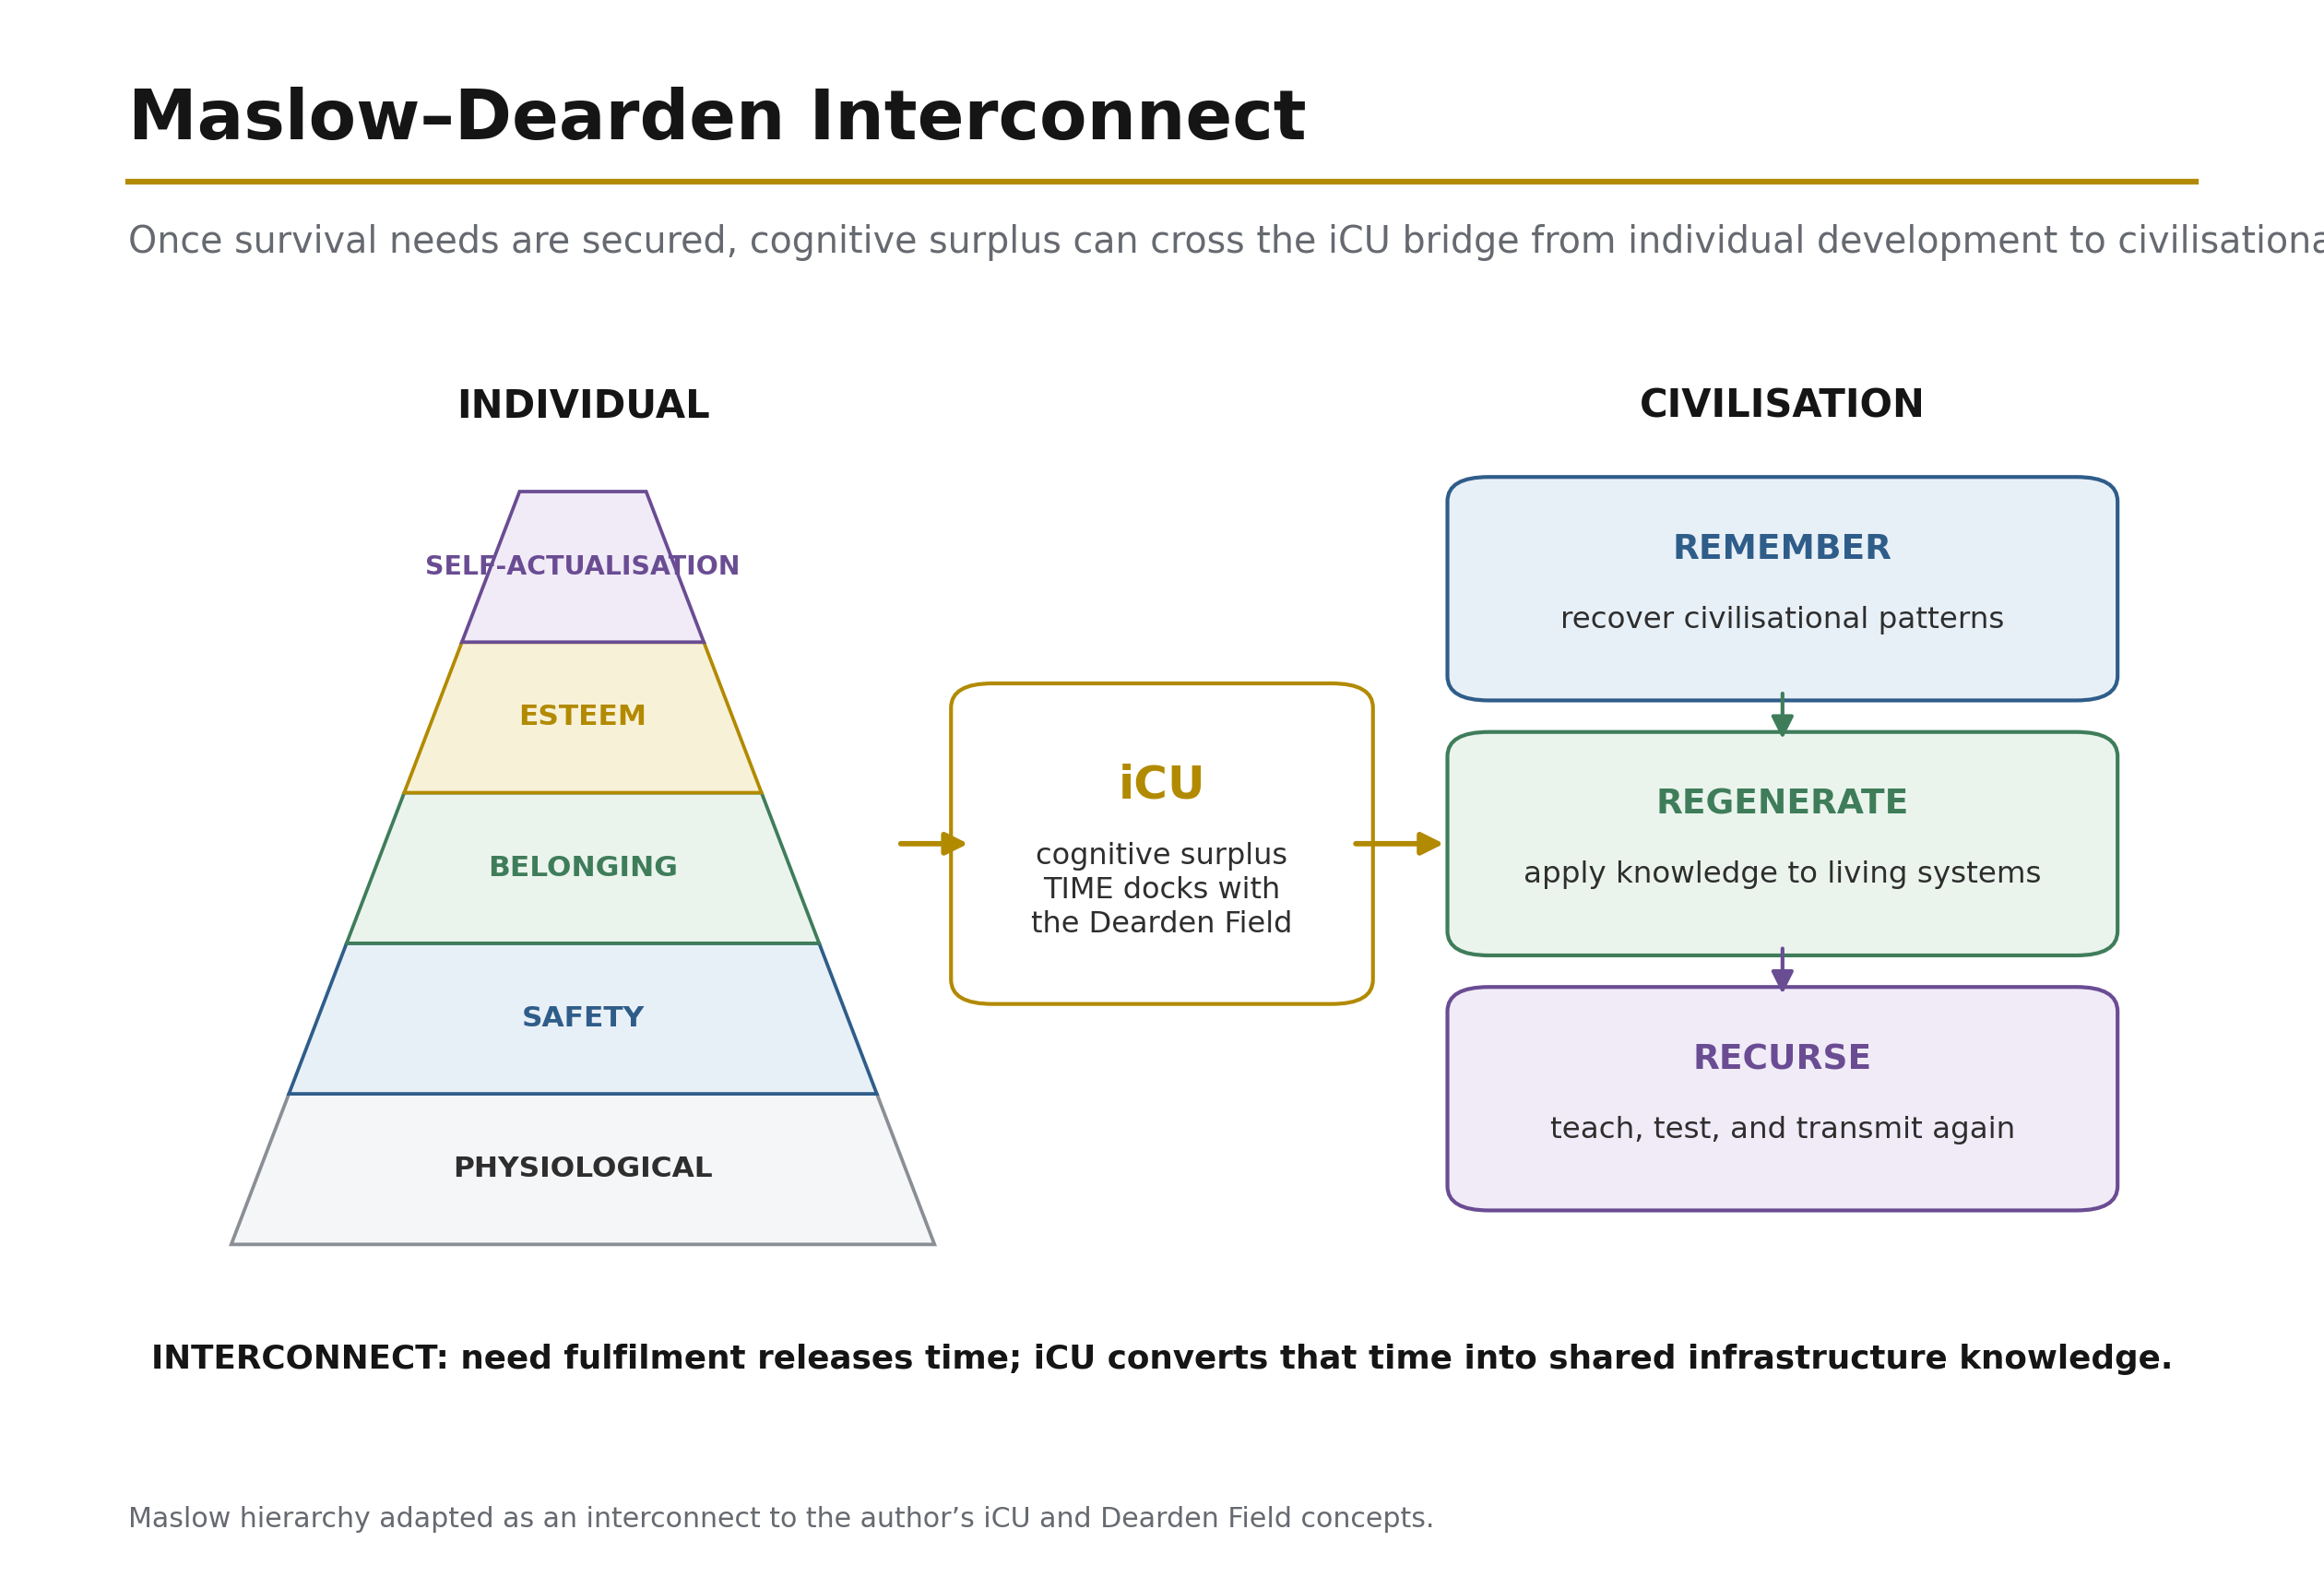 Maslow–Dearden Interconnect
Once survival needs are secured, cognitive surplus can cross the iCU bridge from individual development to civilisationa
INDIVIDUAL
SELF-ACTUALISATION
ESTEEM
BELONGING
SAFETY
PHYSIOLOGICAL
iCU
cognitive surplus
TIME docks with
the Dearden Field
CIVILISATION
REMEMBER
recover civilisational patterns
REGENERATE
apply knowledge to living systems
RECURSE
teach, test, and transmit again
INTERCONNECT: need fulfilment releases time; iCU converts that time into shared infrastructure knowledge.
Maslow hierarchy adapted as an interconnect to the author’s iCU and Dearden Field concepts.